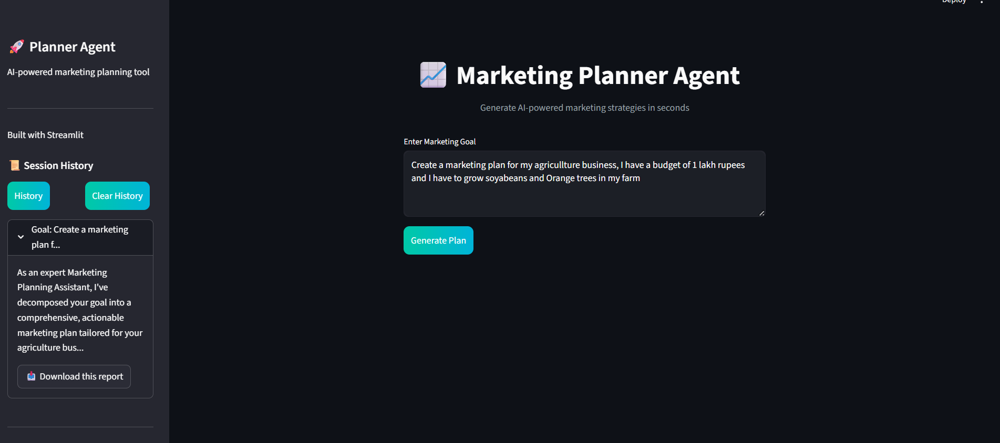 Deploy
Planner Agent
AI-powered marketing planning tool
Built with Streamlit
Session History
History
Clear History
Goal: Create a marketing
plan f...
As an expert Marketing
Planning Assistant, I've
decomposed your goal into a
comprehensive, actionable
marketing plan tailored for your
agriculture bus...
Download this report
Marketing Planner Agent
Generate AI-powered marketing strategies in seconds
Enter Marketing Goal
Create a marketing plan for my agricullture business, I have a budget of 1 lakh rupees
and I have to grow soyabeans and Orange trees in my farm
Generate Plan